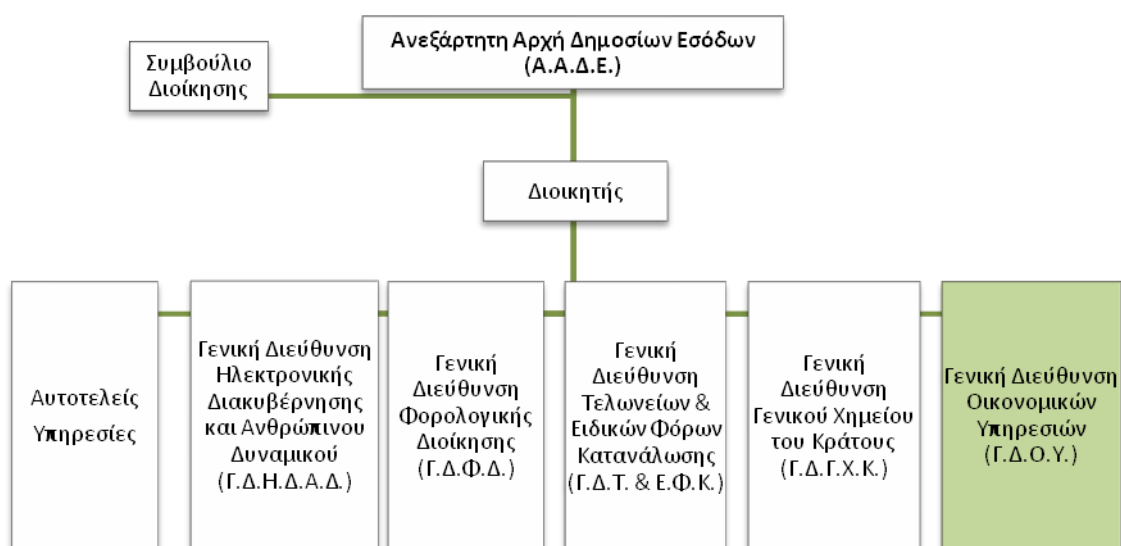 Ανεξάρτητη Αρχή Δημοσίων Εσόδων
(Α.Α.Δ.Ε.)
Συμβούλιο
Διοίκησης
Διοικητής
Αυτοτελείς
Υπηρεσίες
Γενική Διεύθυνση
Ηλεκτρονικής
Διακυβέρνησης
και Ανθρώπινου
Δυναμικού
(Γ.Δ.Η.Δ.Α.Δ.)
Γενική
Διεύθυνση
Φορολογικής
Διοίκησης
(Γ.Δ.Φ.Δ.)
Γενική
Διεύθυνση
Τελωνείων &
Ειδικών Φόρων
Κατανάλωσης
(Γ.Δ.Τ. & Ε.Φ.Κ.)
Γενική
Διεύθυνση
Γενικού Χημείου
του Κράτους
(Γ.Δ.Γ.Χ.Κ.)
Γενική Διεύθυνση
Οικονομικών
Υπηρεσιών
(Γ.Δ.Ο.Υ.)